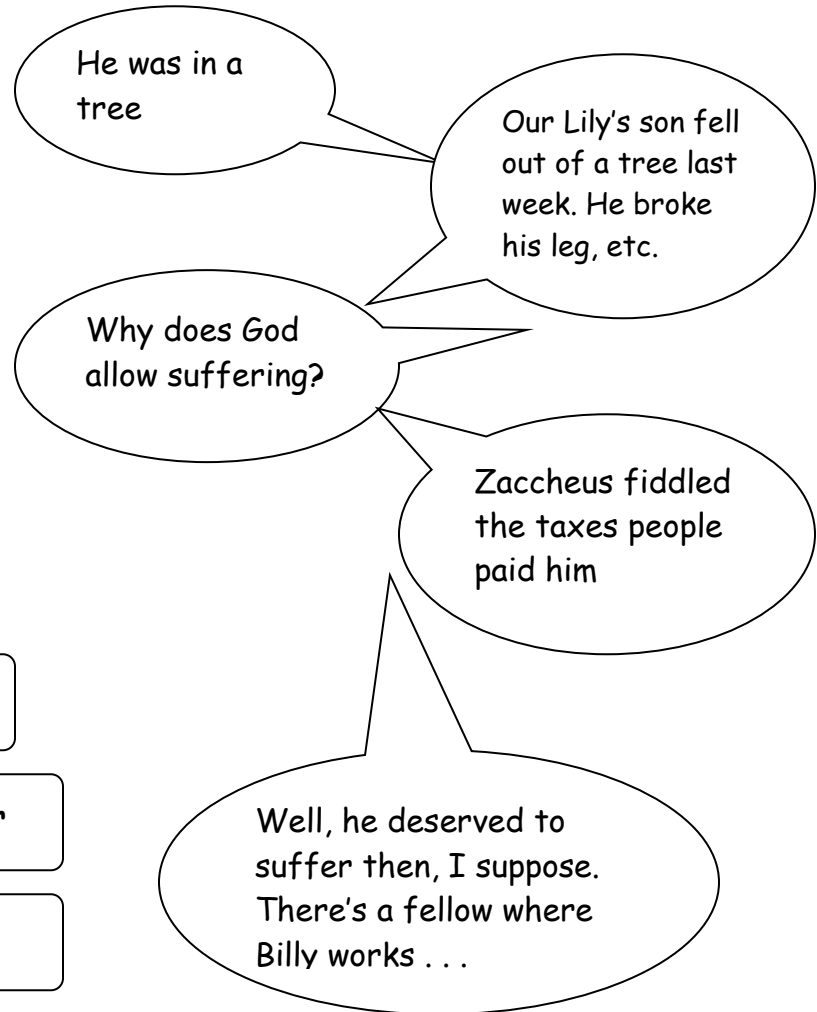 He was in a
tree
Our Lily's son fell
out of a tree last
week. He broke
his leg, etc.
Why does God
allow suffering?
Zaccheus fiddled
the taxes people
paid him
Well, he deserved to
suffer then, I suppose.
There's a fellow where
Billy works . . .